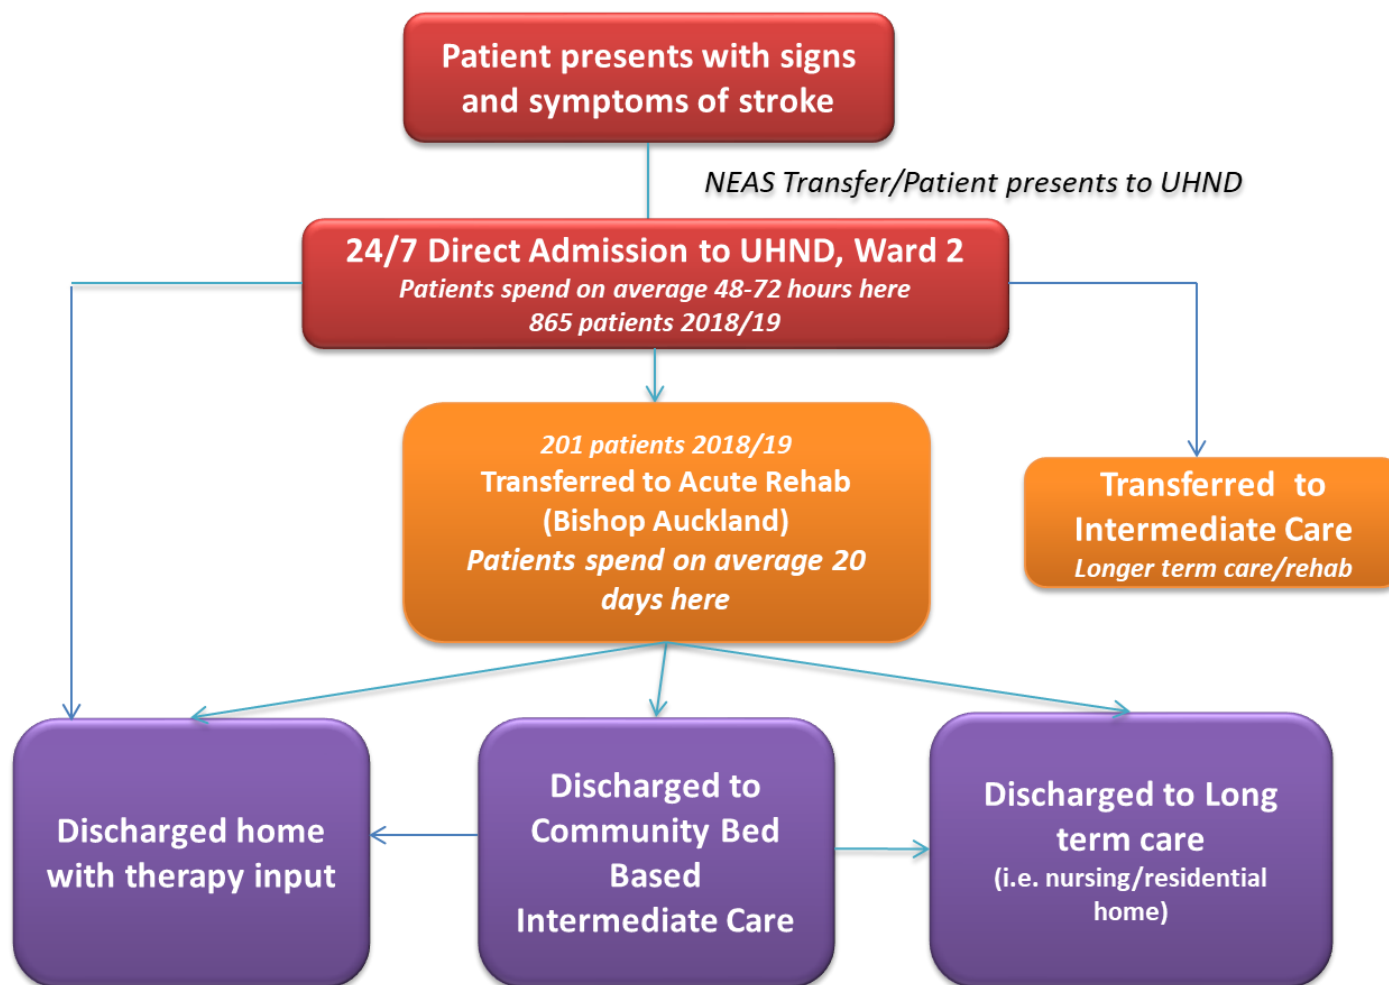 Patient presents with signs
and symptoms of stroke
NEAS Transfer/Patient presents to UHND
24/7 Direct Admission to UHND, Ward 2
Patients spend on average 48-72 hours here
865 patients 2018/19
201 patients 2018/19
Transferred to Acute Rehab
(Bishop Auckland)
Patients spend on average 20
days here
Transferred to
Intermediate Care
Longer term care/rehab
Discharged home
with therapy input
Discharged to
Community Bed
Based
Intermediate Care
Discharged to Long
term care
(i.e. nursing/residential
home)